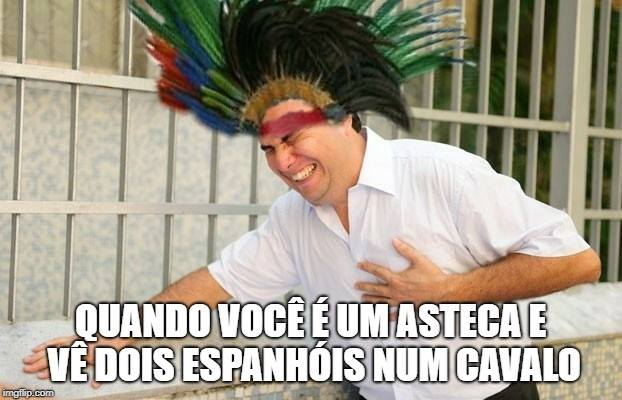 QUANDO VOCÊ É UM ASTECA E
VÊ DOIS ESPANHÓIS NUM CAVALO
imgflip.com